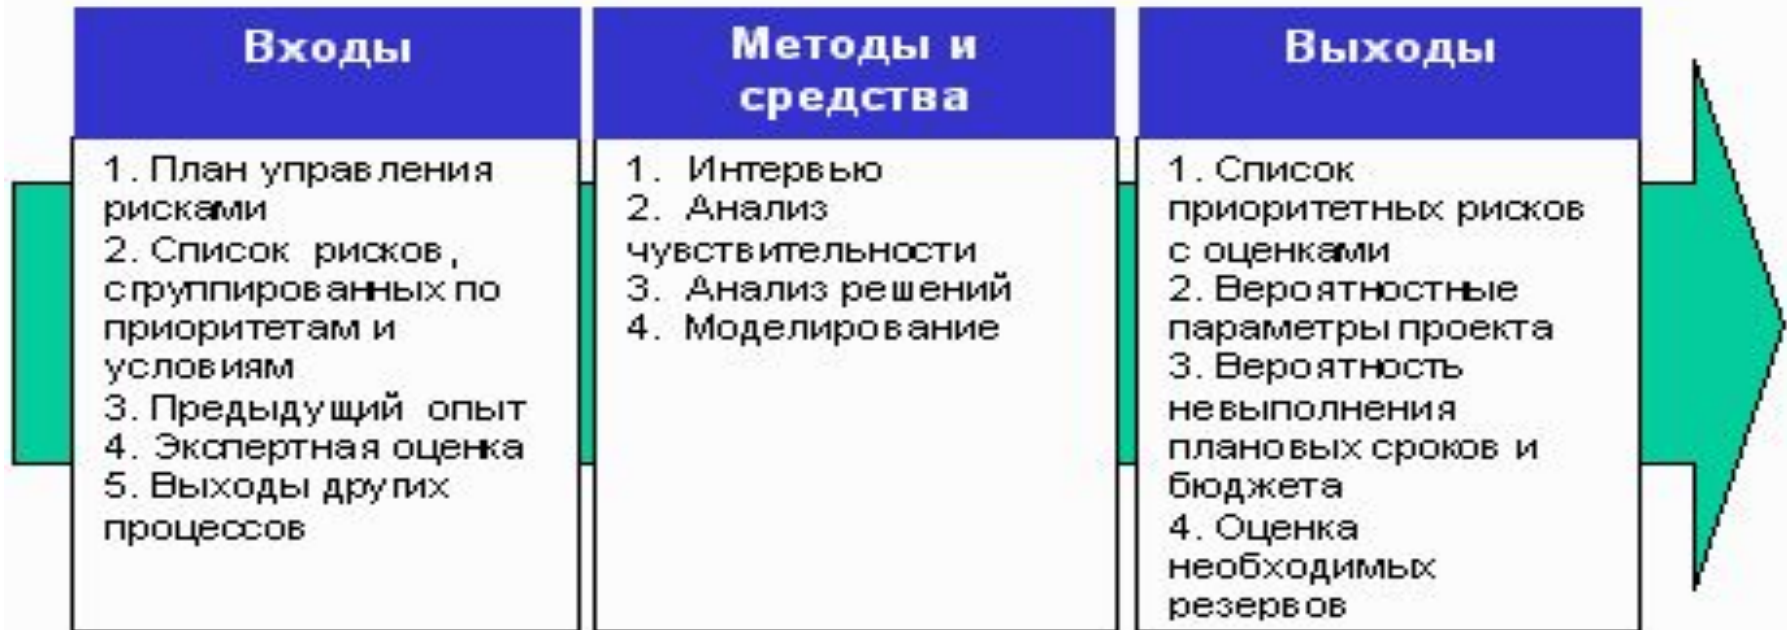 Входы
1. План управления
рисками
2. Список рисков,
сгруппированных по
приоритетам и
условиям
3. Предыдущий опыт
4. Экспертная оценка
5. Выходы других
процессов
Методы и
средства
1. Интервью
2. Анализ
чувствительности
3. Анализ решений
4. Моделирование
Выходы
1. Список
приоритетных рисков
с оценками
2. Вероятностные
параметры проекта
3. Вероятность
невыполнения
плановых сроков и
бюджета
4. Оценка
необходимых
резервов